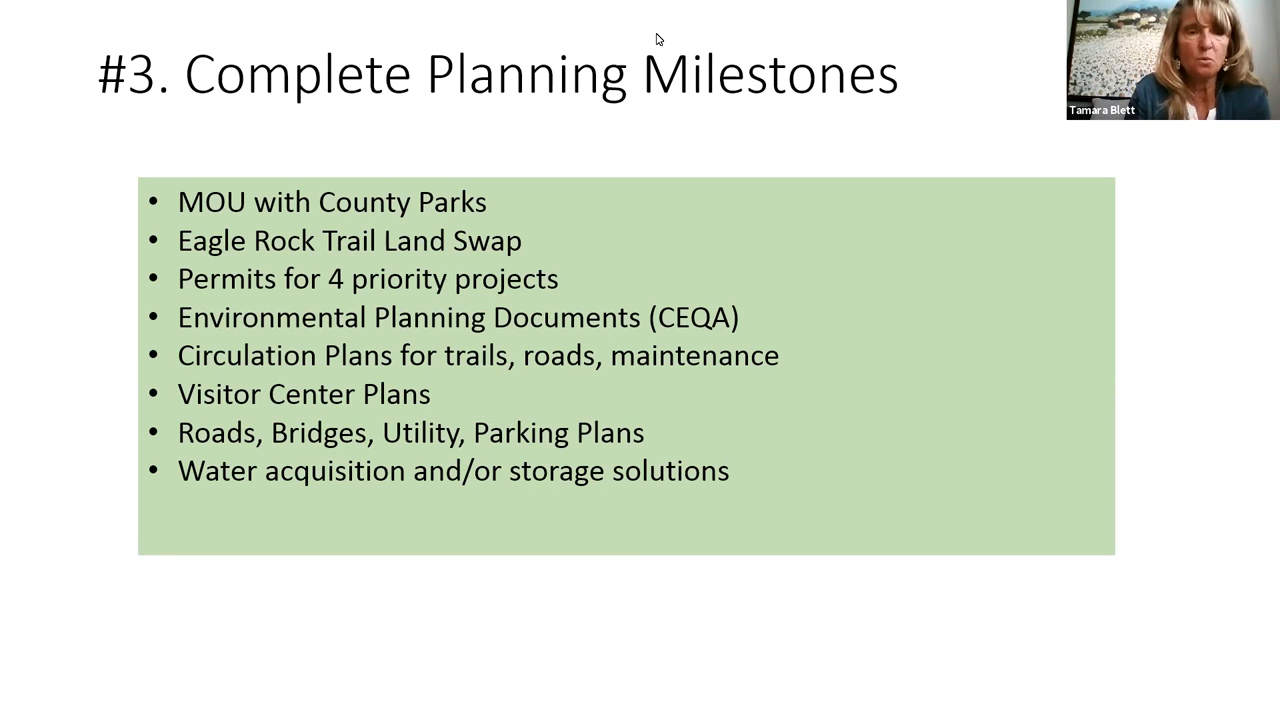 #3. Complete Planning Milestones
Tamara Blett
• MOU with County Parks
• Eagle Rock Trail Land Swap
• Permits for 4 priority projects
• Environmental Planning Documents (CEQA)
• Circulation Plans for trails, roads, maintenance
• Visitor Center Plans
• Roads, Bridges, Utility, Parking Plans
• Water acquisition and/or storage solutions